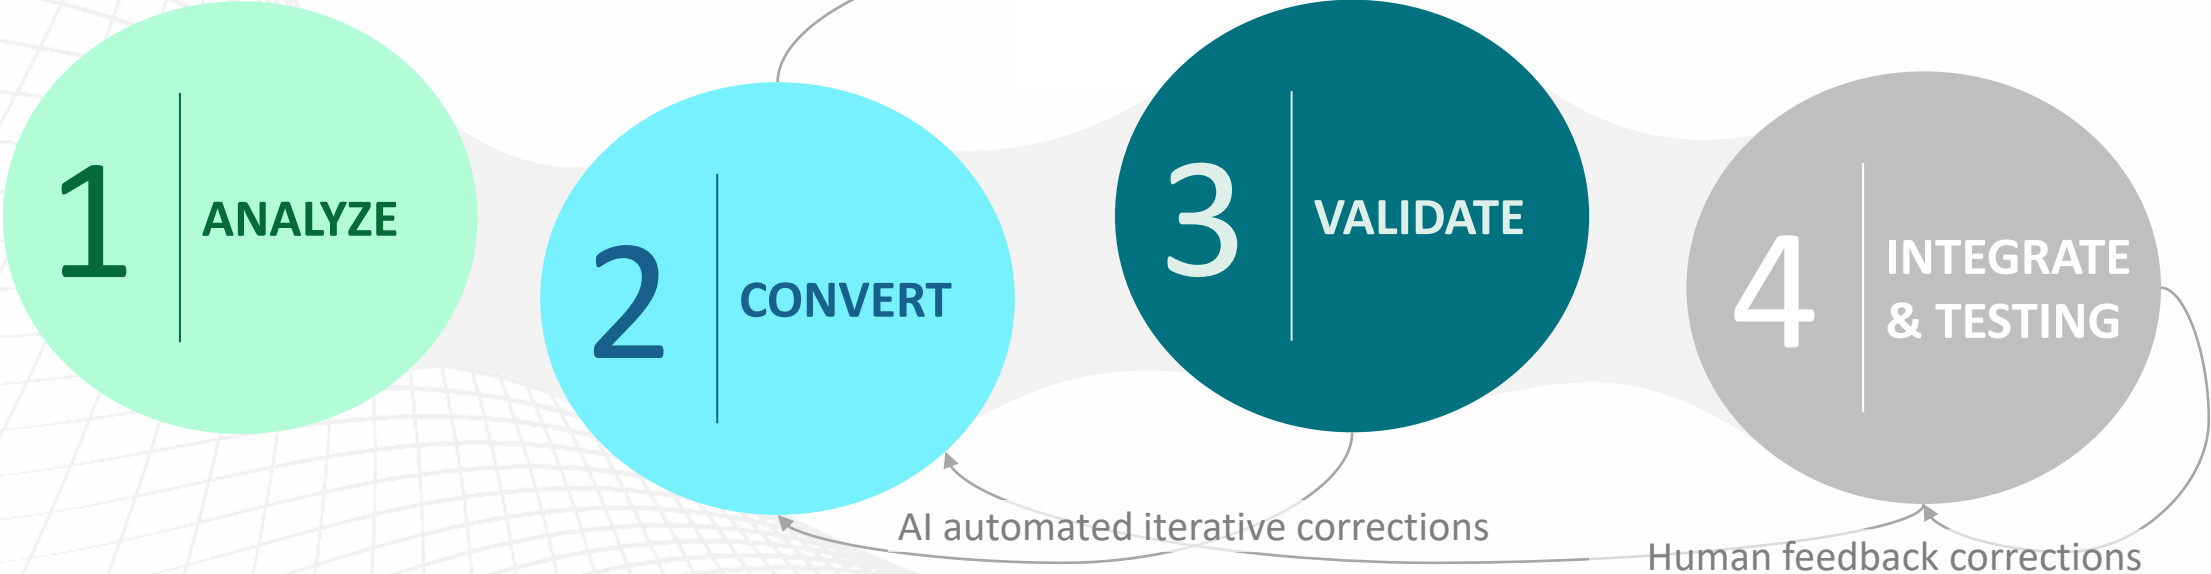 1
ANALYZE
2
CONVERT
3
VALIDATE
4
INTEGRATE
& TESTING
AI automated iterative corrections
Human feedback corrections